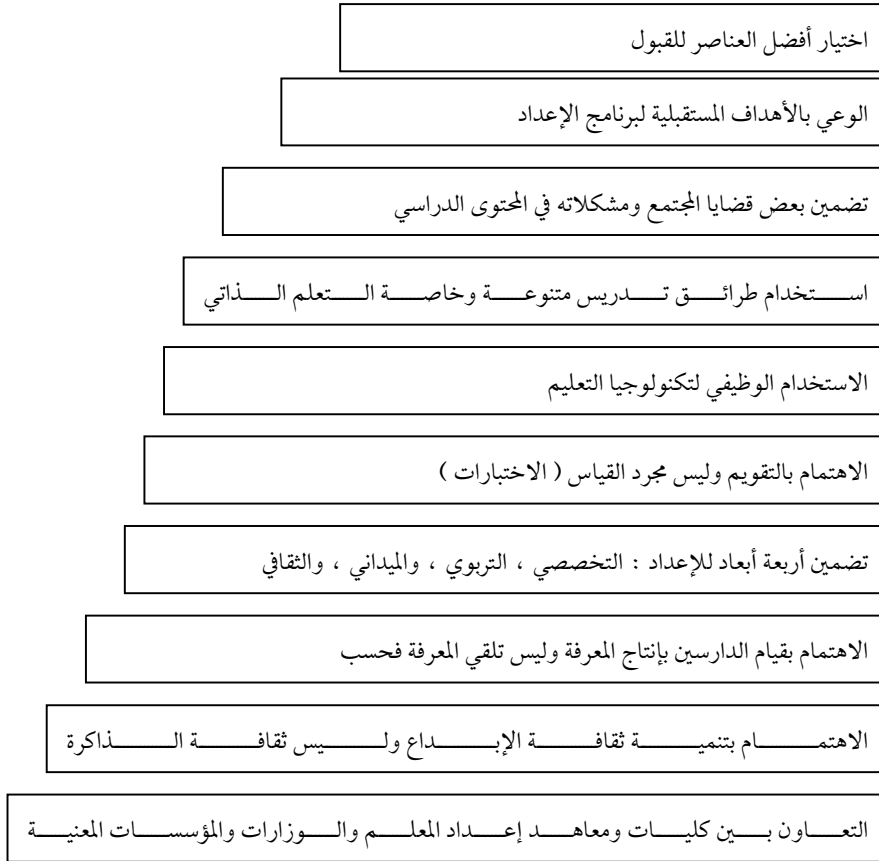 اختيار أفضل العناصر للقبول
الوعي بالأهداف المستقبلية لبرنامج الإعداد
تضمين بعض قضايا المجتمع ومشكلاته في المحتوى الدراسي
استخدام طرائق تدريس متنوعة وخاصة التعلم الذاتي
الاستخدام الوظيفي لتكنولوجيا التعليم
الاهتمام بالتقويم وليس مجرد القياس ( الاختبارات )
تضمين أربعة أبعاد للإعداد : التخصصي ، التربوي ، والميداني ، والثقافي
الاهتمام بقيام الدارسين بإنتاج المعرفة وليس تلقي المعرفة فحسب
الاهتمام بتنمية ثقافة الإبداع وليس ثقافة الذاكرة
التعاون بين كليات ومعاهد إعداد المعلم والوزارات والمؤسسات المعنية